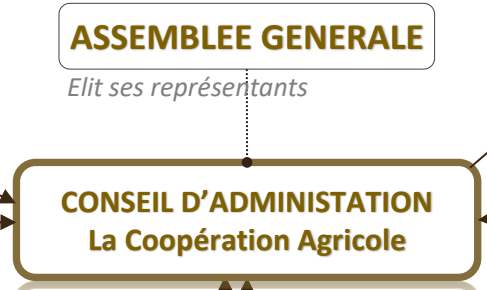 ASSEMBLEE GENERALE
Elit ses représentants
CONSEIL D’ADMINISTATION
La Coopération Agricole